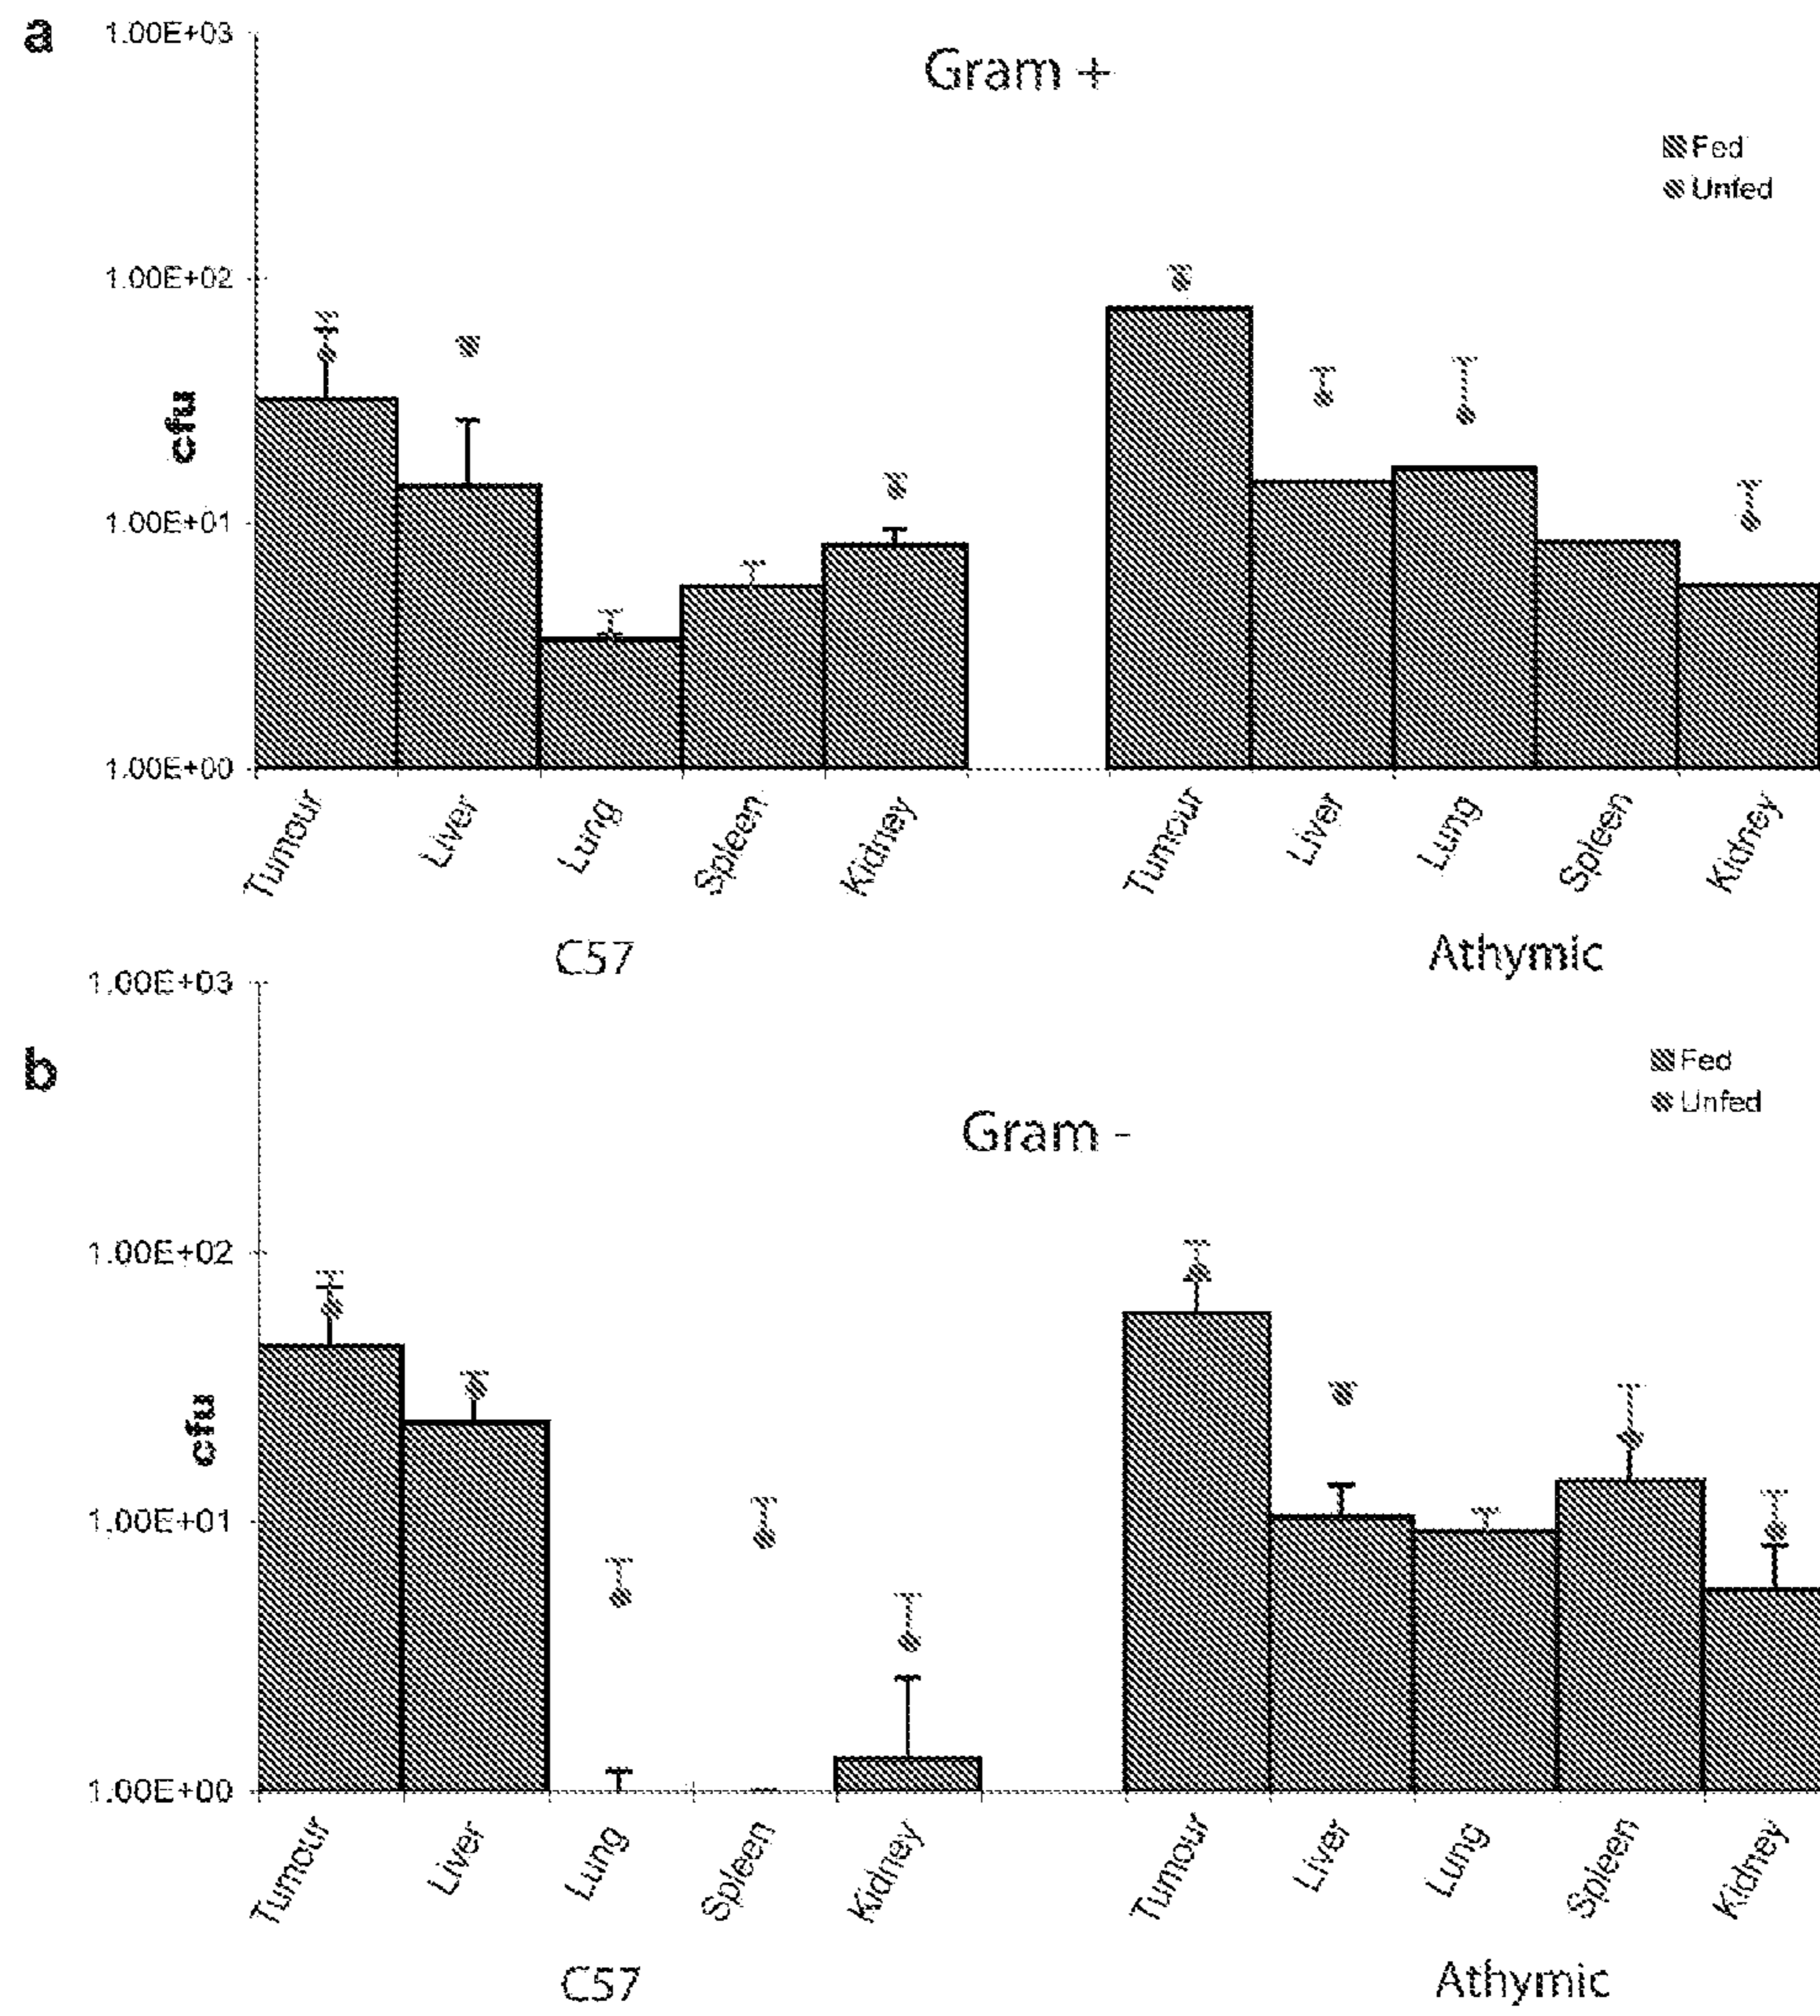 a
1.00E+03
Gram +
Fed
Unfed
1.00E+02
cfu
1.00E+01
1.00E+00
Tumour
Liver
Lung
Spleen
Kidney
Tumour
Liver
Lung
Spleen
Kidney
C57
Athymic
b
1.00E+03
Fed
Unfed
Gram -
1.00E+02
cfu
1.00E+01
1.00E+00
Tumour
Liver
Lung
Spleen
Kidney
Tumour
Liver
Lung
Spleen
Kidney
C57
Athymic